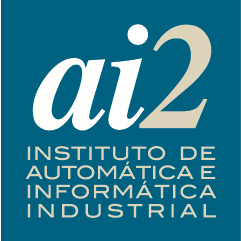 ai2
INSTITUTO DE
AUTOMÁTICA E
INFORMÁTICA
INDUSTRIAL